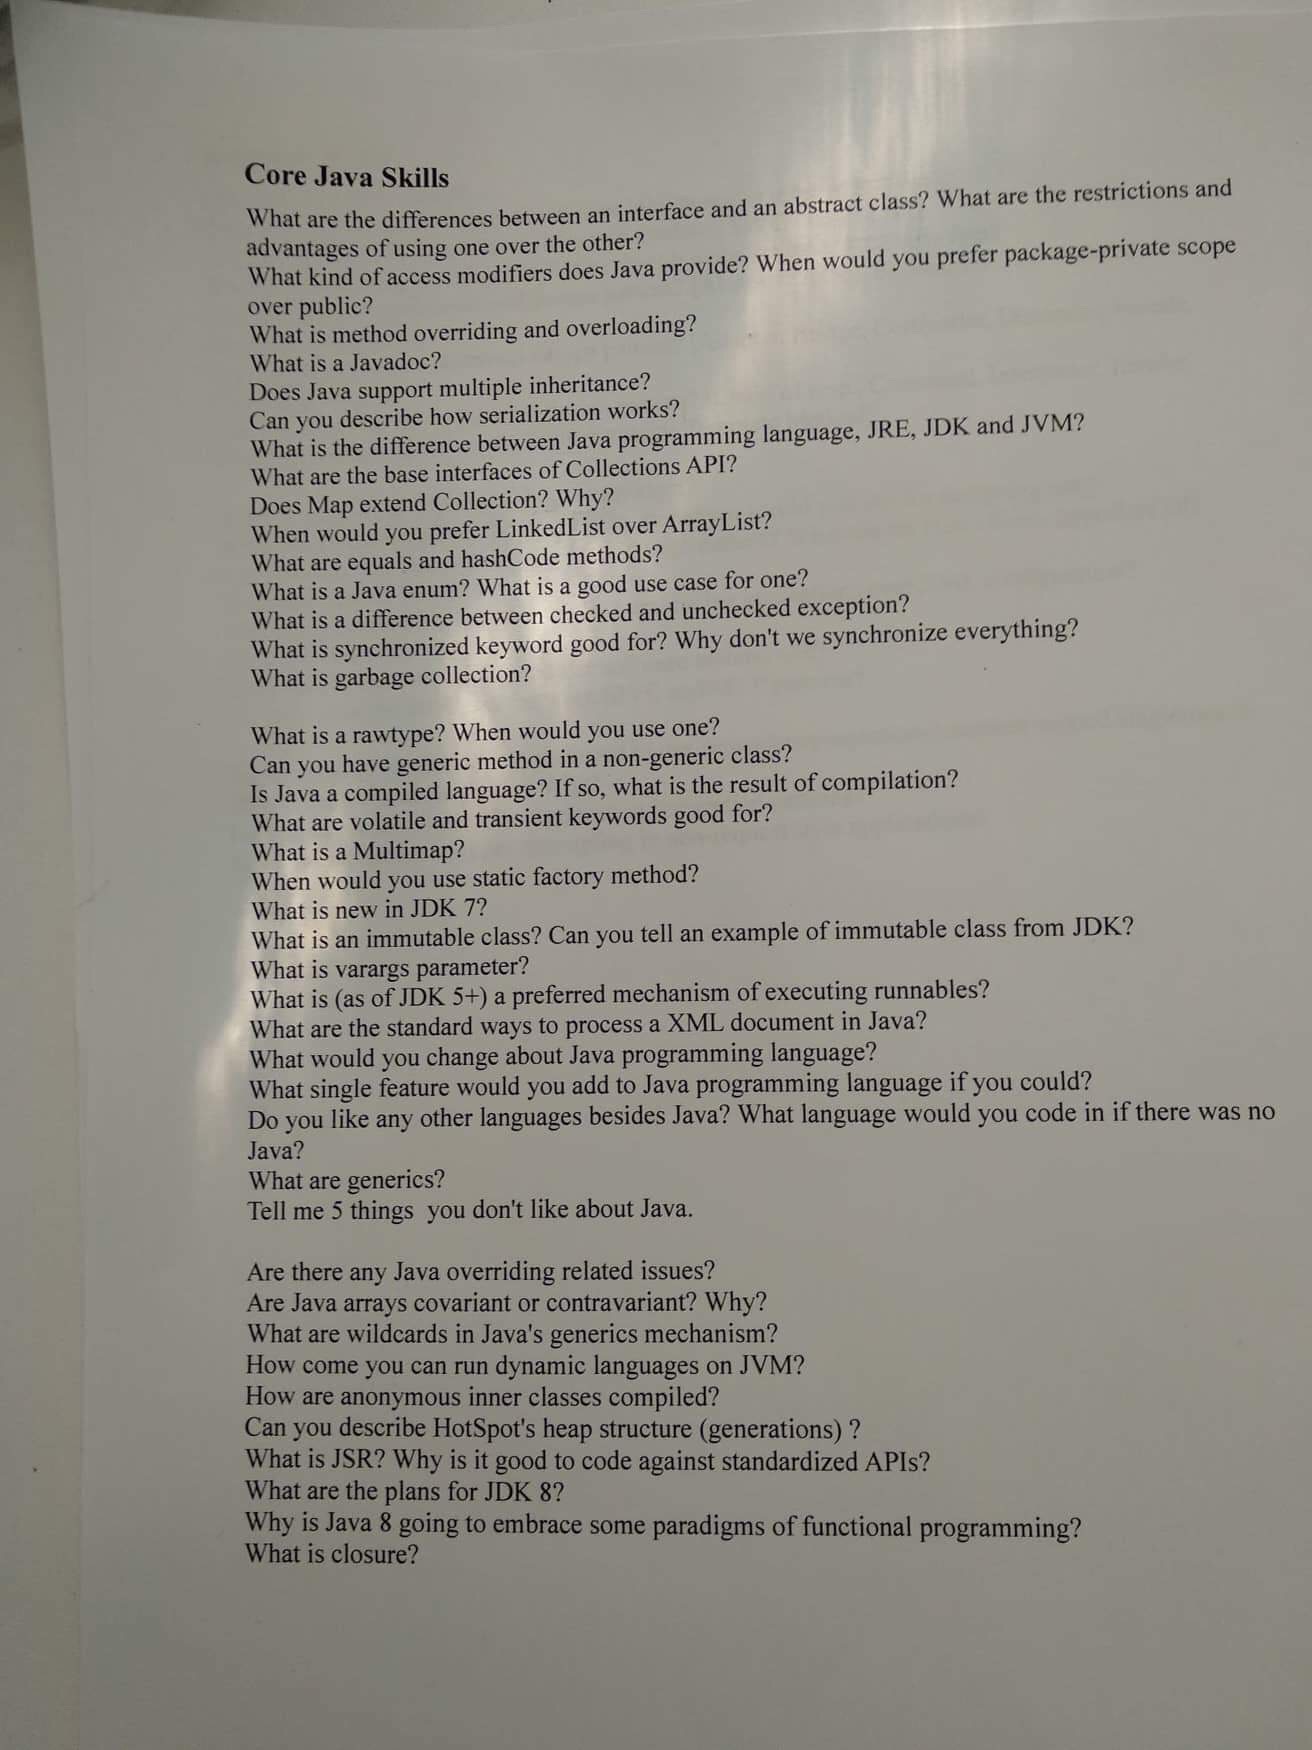 Core Java Skills
What are the differences between an interface and an abstract class? What are the restrictions and
advantages of using one over the other?
What kind of access modifiers does Java provide? When would you prefer package-private scope
over public?
What is method overriding and overloading?
What is a Javadoc?
Does Java support multiple inheritance?
Can you describe how serialization works?
What is the difference between Java programming language, JRE, JDK and JVM?
What are the base interfaces of Collections API?
Does Map extend Collection? Why?
When would you prefer LinkedList over ArrayList?
What are equals and hashCode methods?
What is a Java enum? What is a good use case for one?
What is a difference between checked and unchecked exception?
What is synchronized keyword good for? Why don't we synchronize everything?
What is garbage collection?
What is a rawtype? When would you use one?
Can you have generic method in a non-generic class?
Is Java a compiled language? If so, what is the result of compilation?
What are volatile and transient keywords good for?
What is a Multimap?
When would you use static factory method?
What is new in JDK 7?
What is an immutable class? Can you tell an example of immutable class from JDK?
What is varargs parameter?
What is (as of JDK 5+) a preferred mechanism of executing runnables?
What are the standard ways to process a XML document in Java?
What would you change about Java programming language?
What single feature would you add to Java programming language if you could?
Do you like any other languages besides Java? What language would you code in if there was no
Java?
What are generics?
Tell me 5 things  you don't like about Java.
Are there any Java overriding related issues?
Are Java arrays covariant or contravariant? Why?
What are wildcards in Java's generics mechanism?
How come you can run dynamic languages on JVM?
How are anonymous inner classes compiled?
Can you describe HotSpot's heap structure (generations) ?
What is JSR? Why is it good to code against standardized APIs?
What are the plans for JDK 8?
Why is Java 8 going to embrace some paradigms of functional programming?
What is closure?